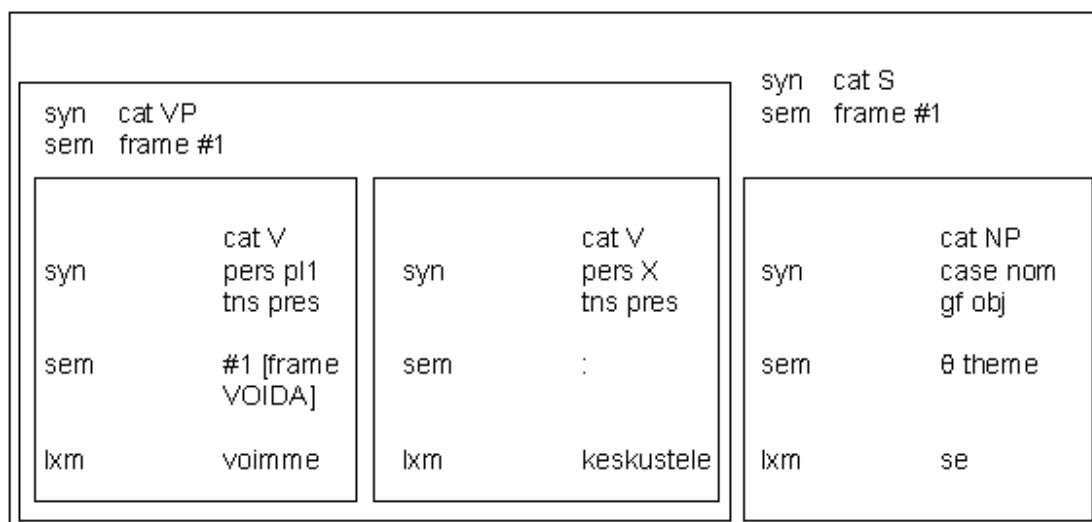 syn cat S
sem frame #1
syn cat VP
sem frame #1
cat V
syn pers pl1
tns pres
sem #1 [frame
VOIDA]
lxm voimme
cat V
syn pers X
tns pres
sem :
lxm keskustele
cat NP
syn case nom
gf obj
sem θ theme
lxm se